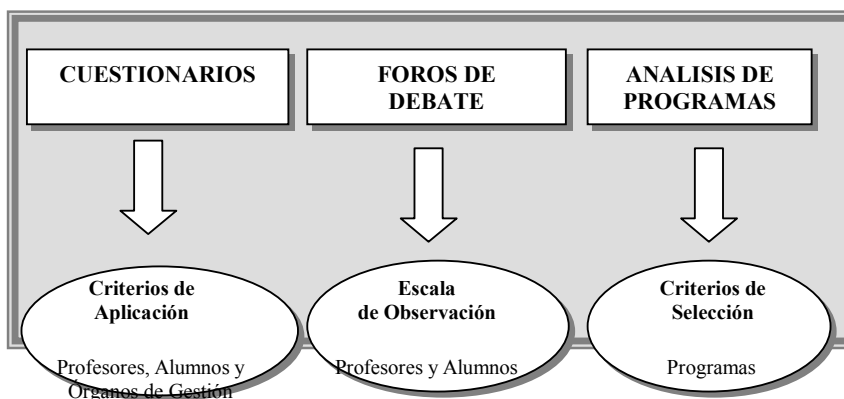 CUESTIONARIOS
FOROS DE
DEBATE
ANALISIS DE
PROGRAMAS
Criterios de
Aplicación
Profesores, Alumnos y
Órganos de Gestión
Escala
de Observación
Profesores y Alumnos
Criterios de
Selección
Programas